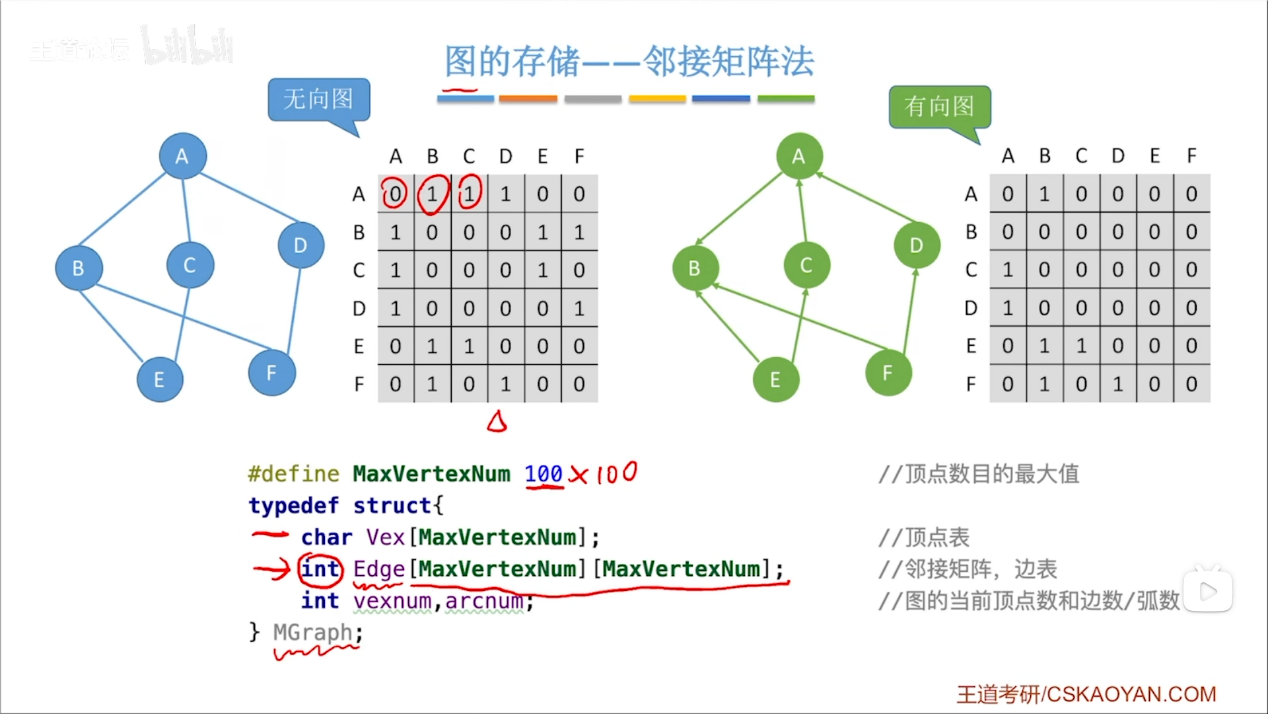 王道论坛 bilibili
图的存储——邻接矩阵法
无向图
有向图
A
B
C
D
E
F
A B C D E F
A 0 1 1 1 0 0
B 1 0 0 0 1 1
C 1 0 0 0 1 0
D 1 0 0 0 0 1
E 0 1 1 0 0 0
F 0 1 0 1 0 0
A
B
C
D
E
F
A B C D E F
A 0 1 0 0 0 0
B 0 0 0 0 0 0
C 1 0 0 0 0 0
D 1 0 0 0 0 0
E 0 1 1 0 0 0
F 0 1 0 1 0 0
#define MaxVertexNum 100 ×100 //顶点数目的最大值
typedef struct{
char Vex[MaxVertexNum]; //顶点表
int Edge[MaxVertexNum][MaxVertexNum]; //邻接矩阵，边表
int vexnum,arcnum; //图的当前顶点数和边数/弧数
} MGraph;
王道考研/CSKAOYAN.COM